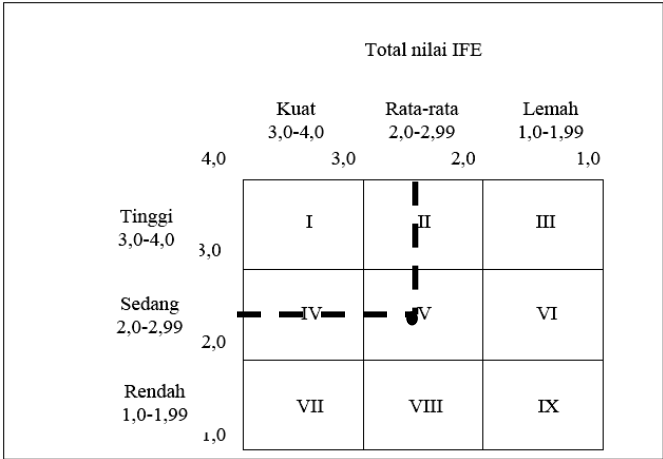 Total nilai IFE
Kuat Rata-rata Lemah
3,0-4,0 2,0-2,99 1,0-1,99
4,0 3,0 2,0 1,0
Tinggi
3,0-4,0
I II III
3,0
Sedang
2,0-2,99
IV V VI
2,0
Rendah
1,0-1,99
VII VIII IX
1,0